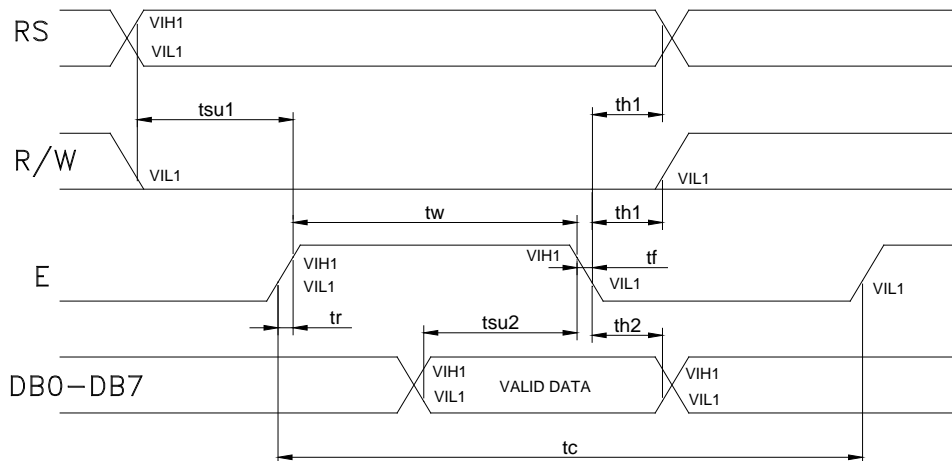 RS
VIH1
VIL1
tsu1
th1
R/W
VIL1
VIL1
tw
th1
E
VIH1
VIL1
VIH1
tf
VIL1
VIL1
tr
tsu2
th2
DB0-DB7
VIH1
VIL1
VALID DATA
VIH1
VIL1
tc